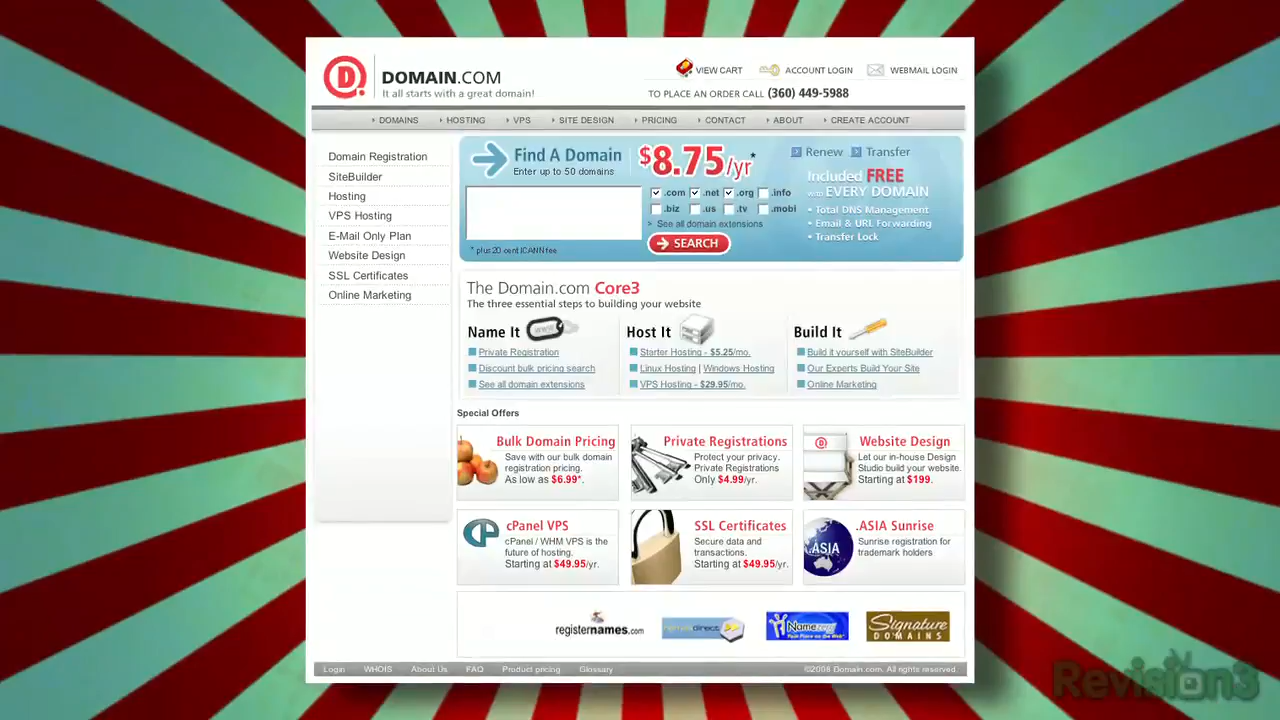 DOMAIN.COM
It all starts with a great domain!
VIEW CART
ACCOUNT LOGIN
WEBMAIL LOGIN
TO PLACE AN ORDER CALL (360) 449-5988
DOMAINS
HOSTING
VPS
SITE DESIGN
PRICING
CONTACT
ABOUT
CREATE ACCOUNT
Domain Registration
SiteBuilder
Hosting
VPS Hosting
E-Mail Only Plan
Website Design
SSL Certificates
Online Marketing
Find A Domain
Enter up to 50 domains
* plus 20 cent ICANN fee
$8.75/yr*
.com .net .org .info
.biz .us .tv .mobi
> See all domain extensions
SEARCH
Renew
Transfer
Included FREE
with EVERY DOMAIN
• Total DNS Management
• Email & URL Forwarding
• Transfer Lock
The Domain.com Core3
The three essential steps to building your website
Name It
Private Registration
Discount bulk pricing search
See all domain extensions
Host It
Starter Hosting - $5.25/mo.
Linux Hosting | Windows Hosting
VPS Hosting - $29.95/mo.
Build It
Build it yourself with SiteBuilder
Our Experts Build Your Site
Online Marketing
Special Offers
Bulk Domain Pricing
Save with our bulk domain
registration pricing.
As low as $6.99*.
Private Registrations
Protect your privacy.
Private Registrations
Only $4.99/yr.
Website Design
Let our in-house Design
Studio build your website.
Starting at $199.
cPanel VPS
cPanel / WHM VPS is the
future of hosting.
Starting at $49.95/yr.
SSL Certificates
Secure data and
transactions.
Starting at $49.95/yr.
.ASIA
.ASIA Sunrise
Sunrise registration for
trademark holders
registernames.com
Signature
DOMAINS
Login
WHOIS
About Us
FAQ
Product pricing
Glossary
©2008 Domain.com. All rights reserved.
Revision3